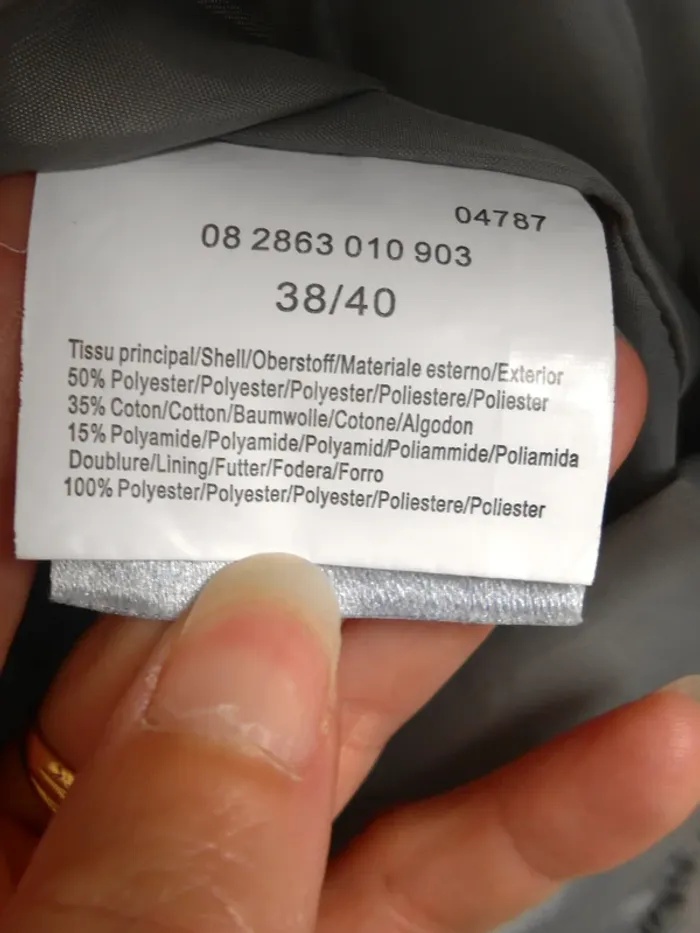 04787
08 2863 010 903
38/40
Tissu principal/Shell/Oberstoff/Materiale esterno/Exterior
50% Polyester/Polyester/Polyester/Poliestere/Poliester
35% Coton/Cotton/Baumwolle/Cotone/Algodon
15% Polyamide/Polyamide/Polyamid/Poliammide/Poliamida
Doublure/Lining/Futter/Fodera/Forro
100% Polyester/Polyester/Polyester/Poliestere/Poliester